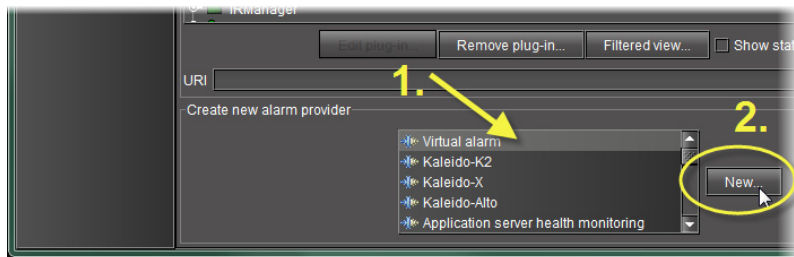 IRManager
Edit plug-in...
Remove plug-in...
Filtered view...
Show stat
URI
1.
Create new alarm provider
2.
Virtual alarm
Kaleido-K2
Kaleido-X
New...
Kaleido-Alto
Application server health monitoring